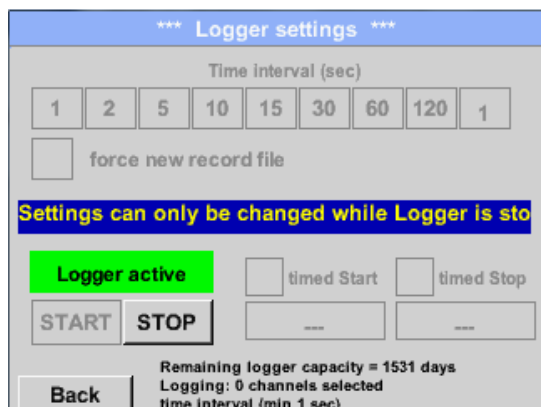 *** Logger settings ***
Time interval (sec)
1 2 5 10 15 30 60 120 1
force new record file
Settings can only be changed while Logger is sto
Logger active
timed Start
timed Stop
START STOP
---
---
Remaining logger capacity = 1531 days
Logging: 0 channels selected
time interval (min 1 sec)
Back